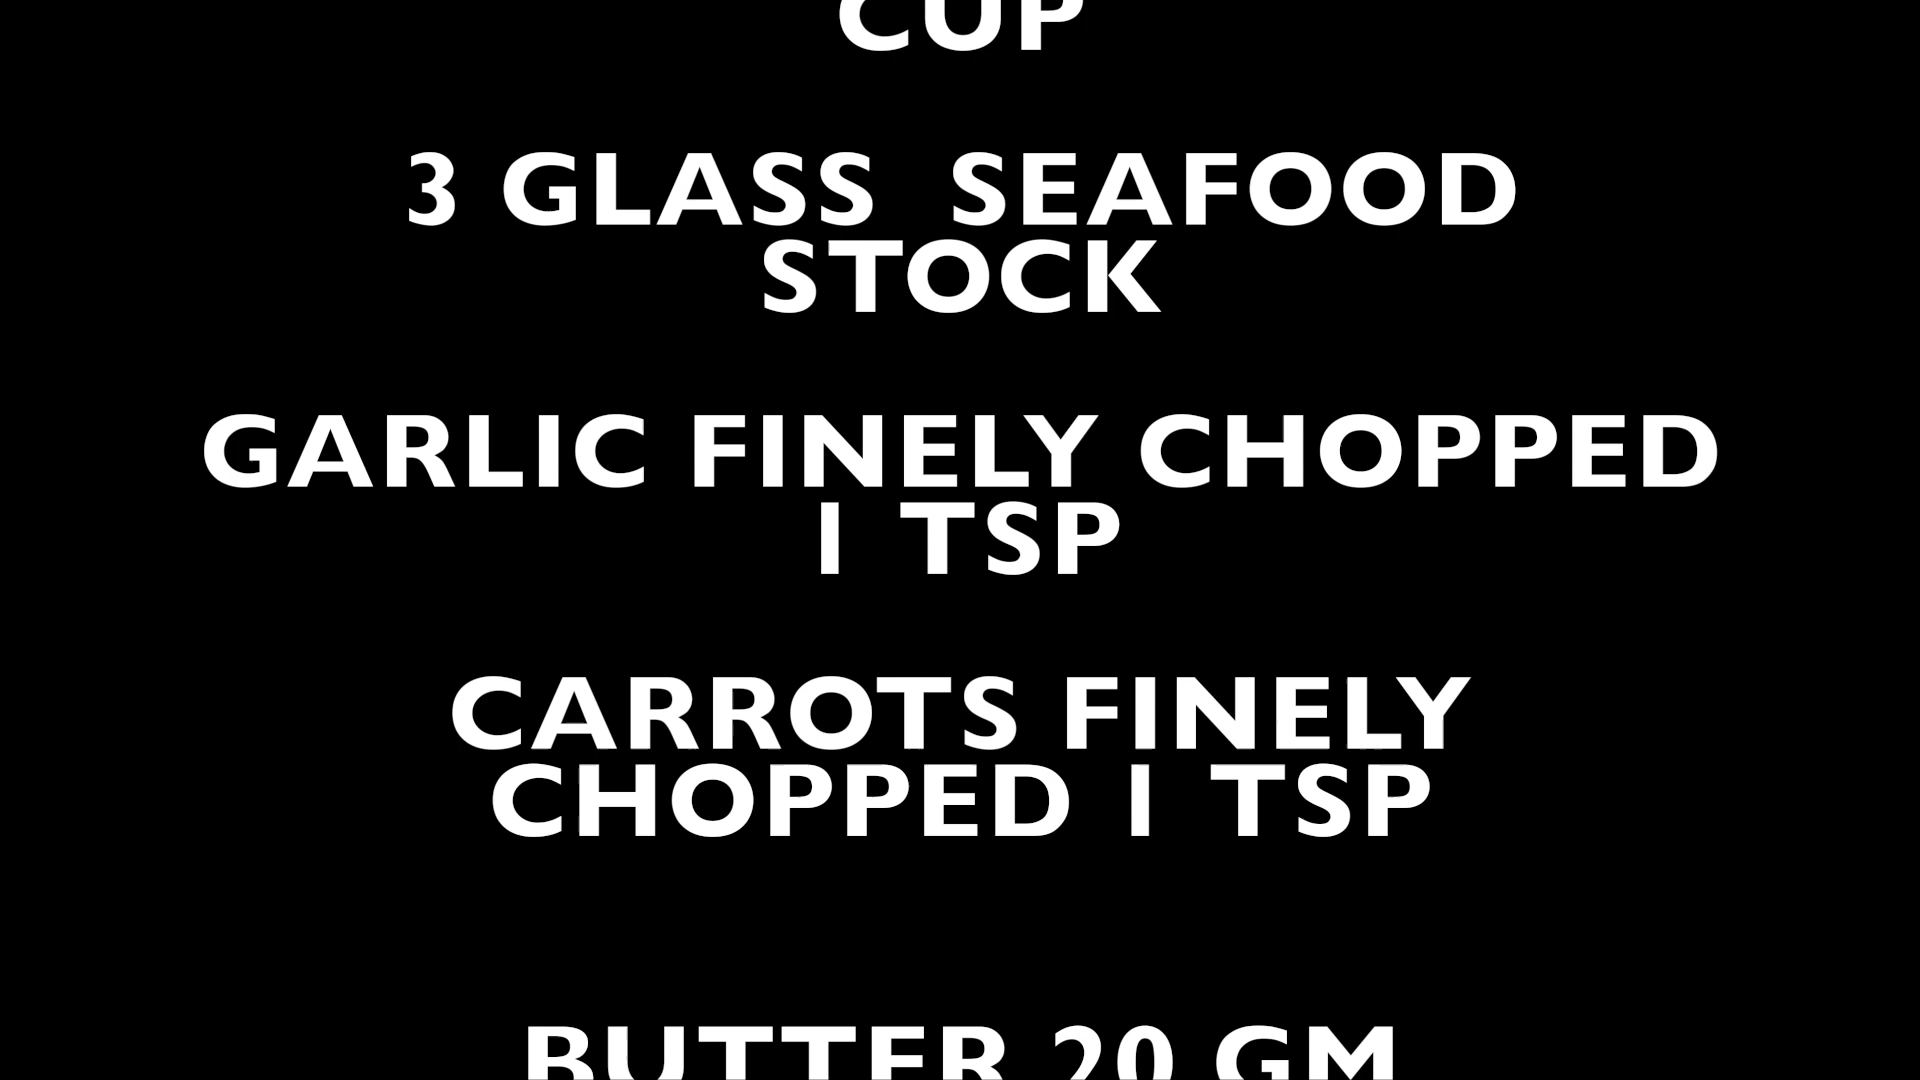 CUP
3 GLASS  SEAFOOD
STOCK
GARLIC FINELY CHOPPED
1 TSP
CARROTS FINELY
CHOPPED 1 TSP
BUTTER 20 GM